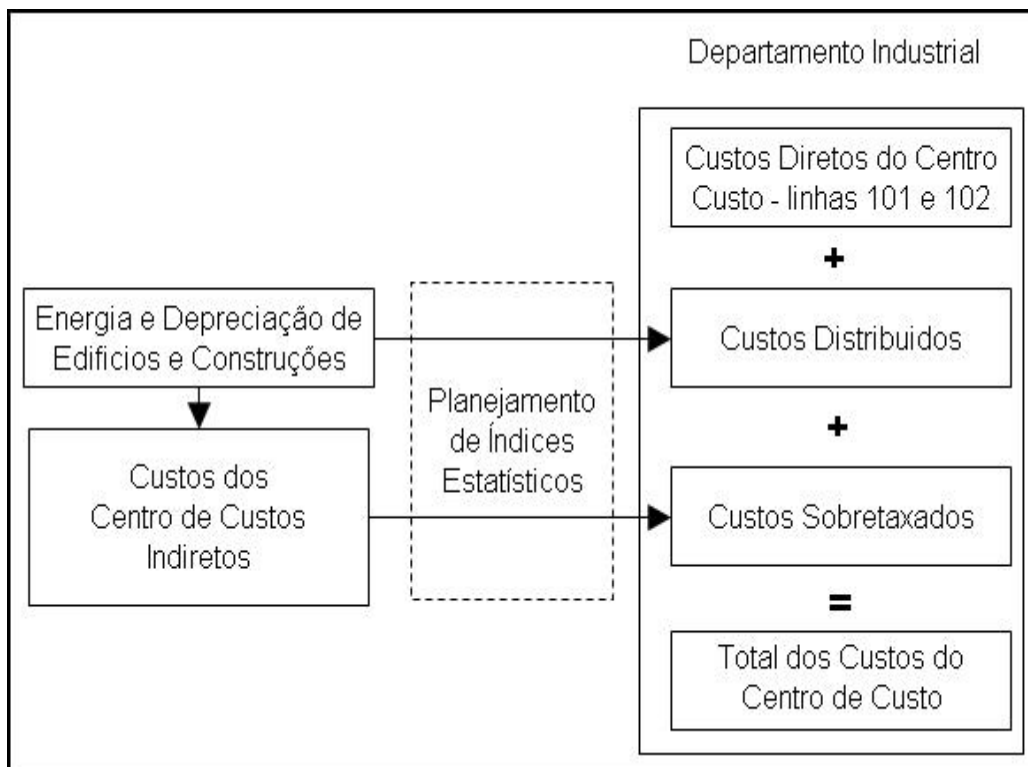 Departamento Industrial
Custos Diretos do Centro
Custo - linhas 101 e 102
+
Energia e Depreciação de
Edificios e Construções
Custos Distribuidos
Planejamento
de Índices
Estatísticos
+
Custos dos
Centro de Custos
Indiretos
Custos Sobretaxados
=
Total dos Custos do
Centro de Custo